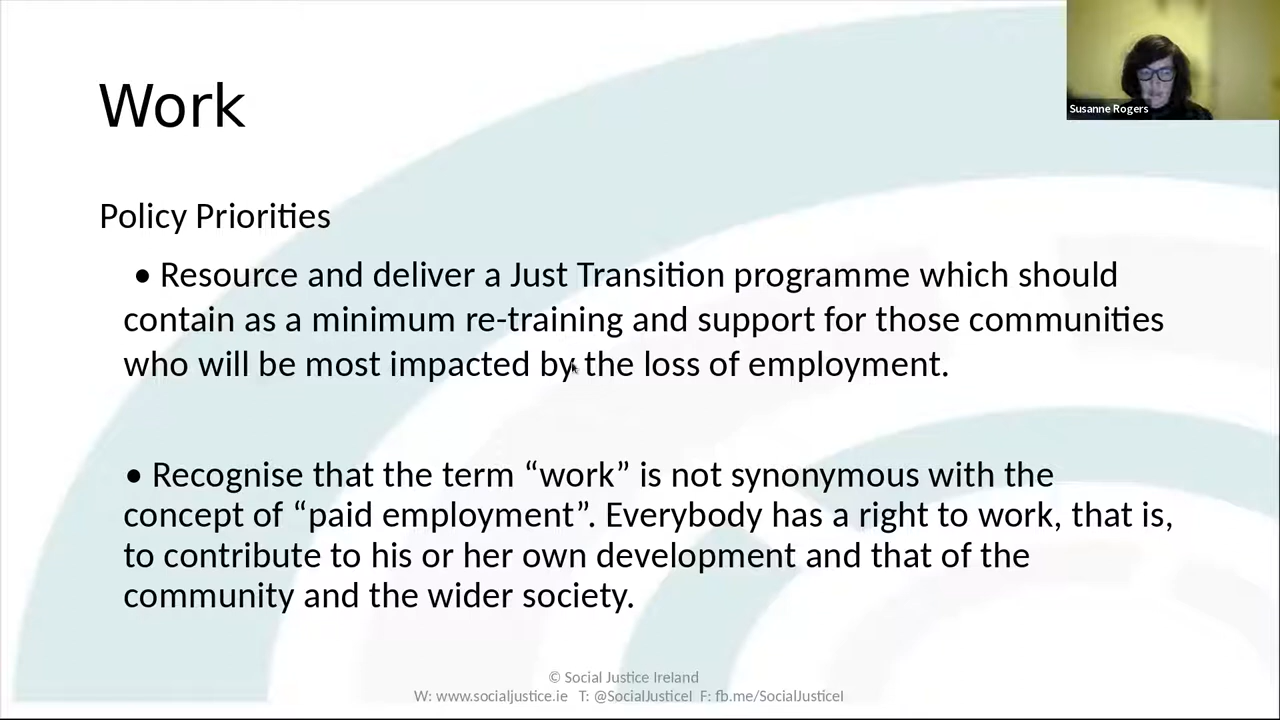 Work
Susanne Rogers
Policy Priorities
• Resource and deliver a Just Transition programme which should
contain as a minimum re-training and support for those communities
who will be most impacted by the loss of employment.
• Recognise that the term “work” is not synonymous with the
concept of “paid employment”. Everybody has a right to work, that is,
to contribute to his or her own development and that of the
community and the wider society.
© Social Justice Ireland
W: www.socialjustice.ie T: @SocialJusticeI F: fb.me/SocialJusticeI